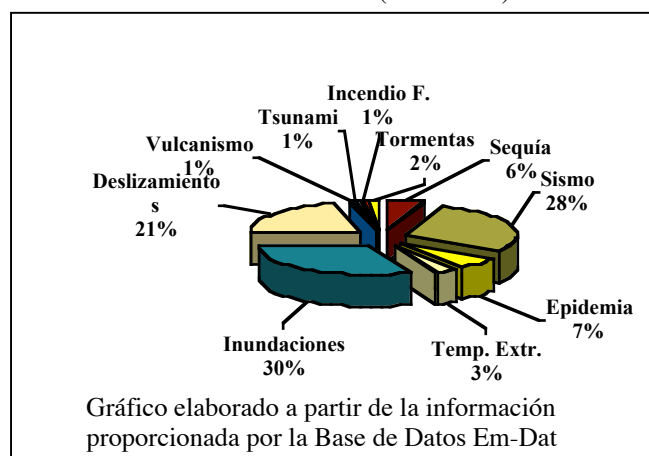 Incendio F.
1%
Tsunami
1%
Tormentas
2%
Vulcanismo
1%
Sequía
6%
Sismo
28%
Deslizamiento
s
21%
Epidemia
7%
Inundaciones
30%
Temp. Extr.
3%
Gráfico elaborado a partir de la información
proporcionada por la Base de Datos Em-Dat